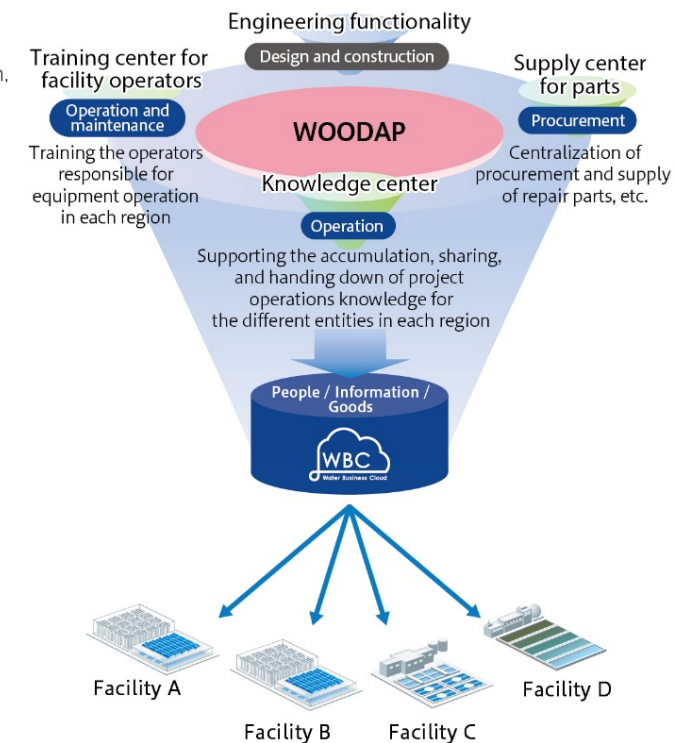 Engineering functionality
Design and construction
n,
Training center for
facility operators
Operation and
maintenance
Training the operators
responsible for
equipment operation
in each region
WOODAP
Supply center
for parts
Procurement
Centralization of
procurement and supply
of repair parts, etc.
Knowledge center
Operation
Supporting the accumulation, sharing,
and handing down of project
operations knowledge for
the different entities in each region
People / Information /
Goods
WBC
Water Business Cloud
Facility A
Facility B
Facility C
Facility D